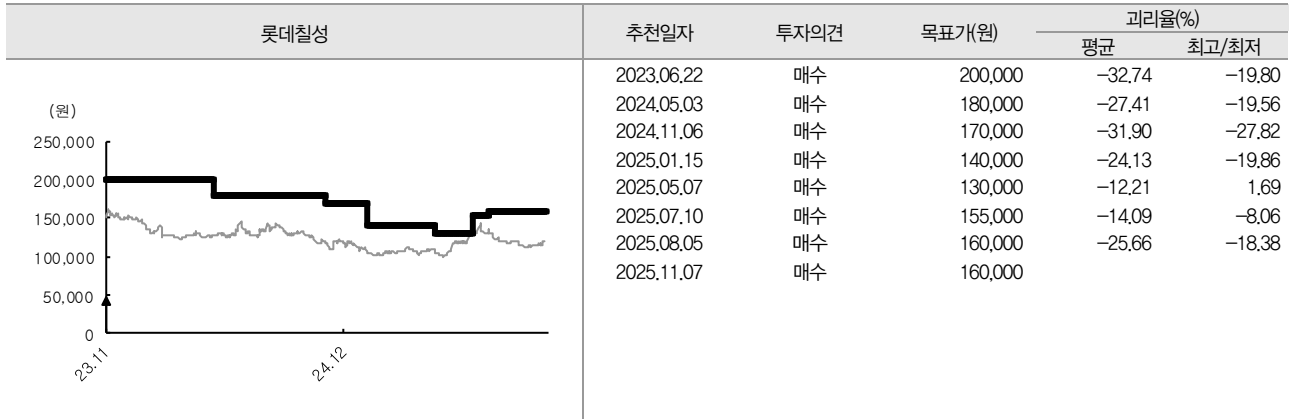 롯데칠성 추천일자 투자의견 목표가(원) 괴리율(%)
평균 최고/최저
(원)
250,000
200,000
150,000
100,000
50,000
0
23.11 24.12
2023.06.22 매수 200,000 -32.74 -19.80
2024.05.03 매수 180,000 -27.41 -19.56
2024.11.06 매수 170,000 -31.90 -27.82
2025.01.15 매수 140,000 -24.13 -19.86
2025.05.07 매수 130,000 -12.21 1.69
2025.07.10 매수 155,000 -14.09 -8.06
2025.08.05 매수 160,000 -25.66 -18.38
2025.11.07 매수 160,000